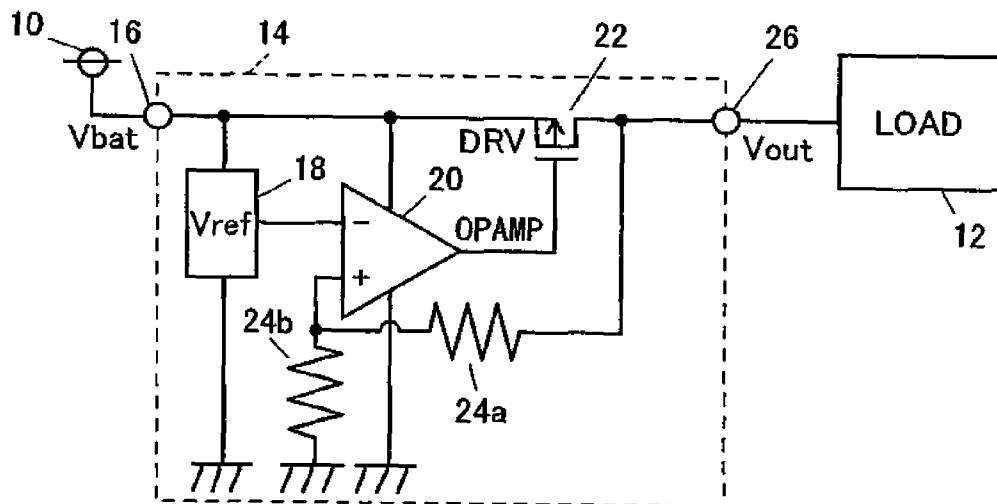 10
16
14
22
26
Vbat
DRV
Vout
LOAD
12
18
Vref
20
−
+
OPAMP
24b
24a